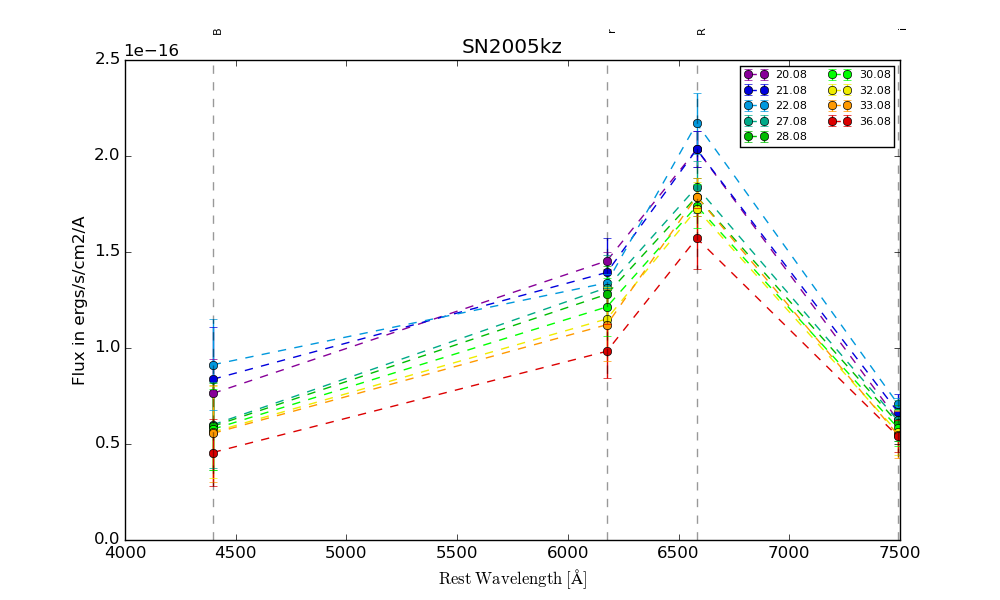 B r R i
1e−16 SN2005kz
2.5
2.0
1.5
1.0
0.5
0.0
Flux in ergs/s/cm2/A
20.08 30.08
21.08 32.08
22.08 33.08
27.08 36.08
28.08
4000 4500 5000 5500 6000 6500 7000 7500
Rest Wavelength [Å]